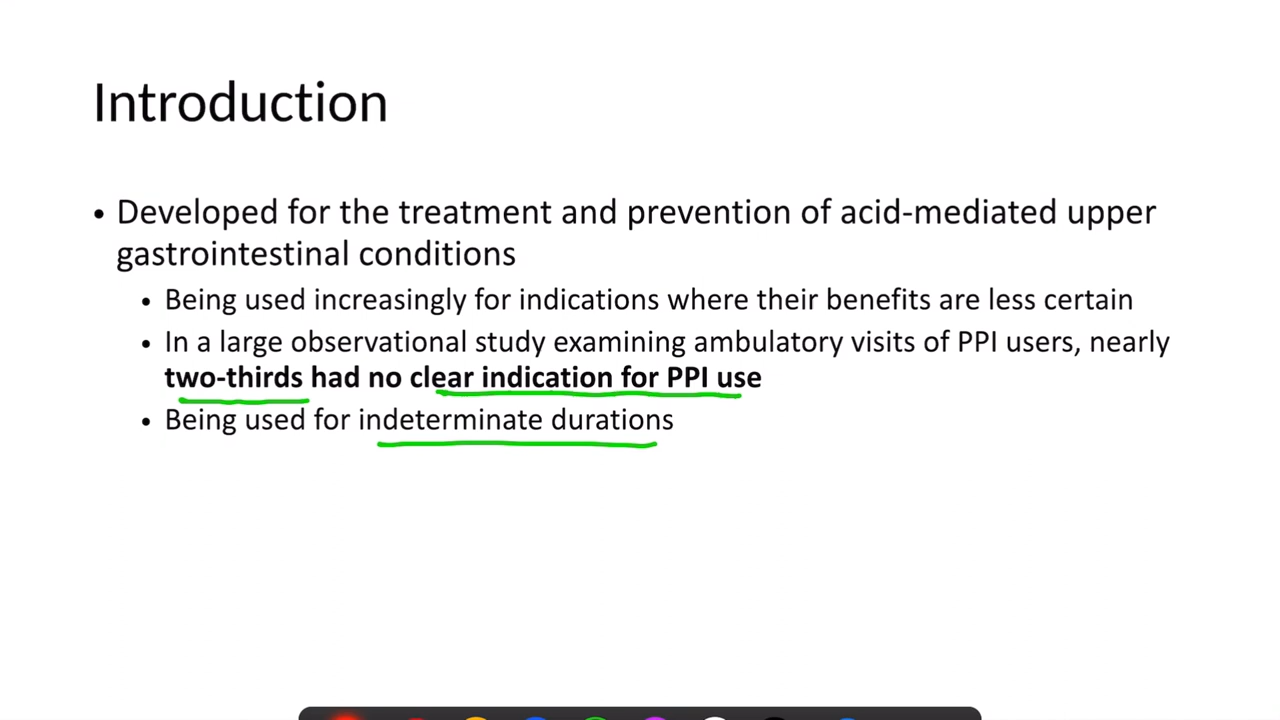 Introduction
• Developed for the treatment and prevention of acid-mediated upper
gastrointestinal conditions
• Being used increasingly for indications where their benefits are less certain
• In a large observational study examining ambulatory visits of PPI users, nearly
two-thirds had no clear indication for PPI use
• Being used for indeterminate durations